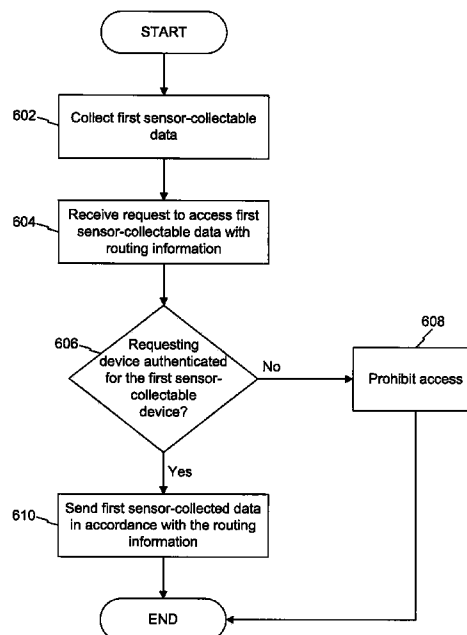 START
602
Collect first sensor-collectable
data
604
Receive request to access first
sensor-collectable data with
routing information
606
Requesting
device authenticated
for the first sensor-
collectable
device?
No
608
Prohibit access
Yes
610
Send first sensor-collected data
in accordance with the routing
information
END